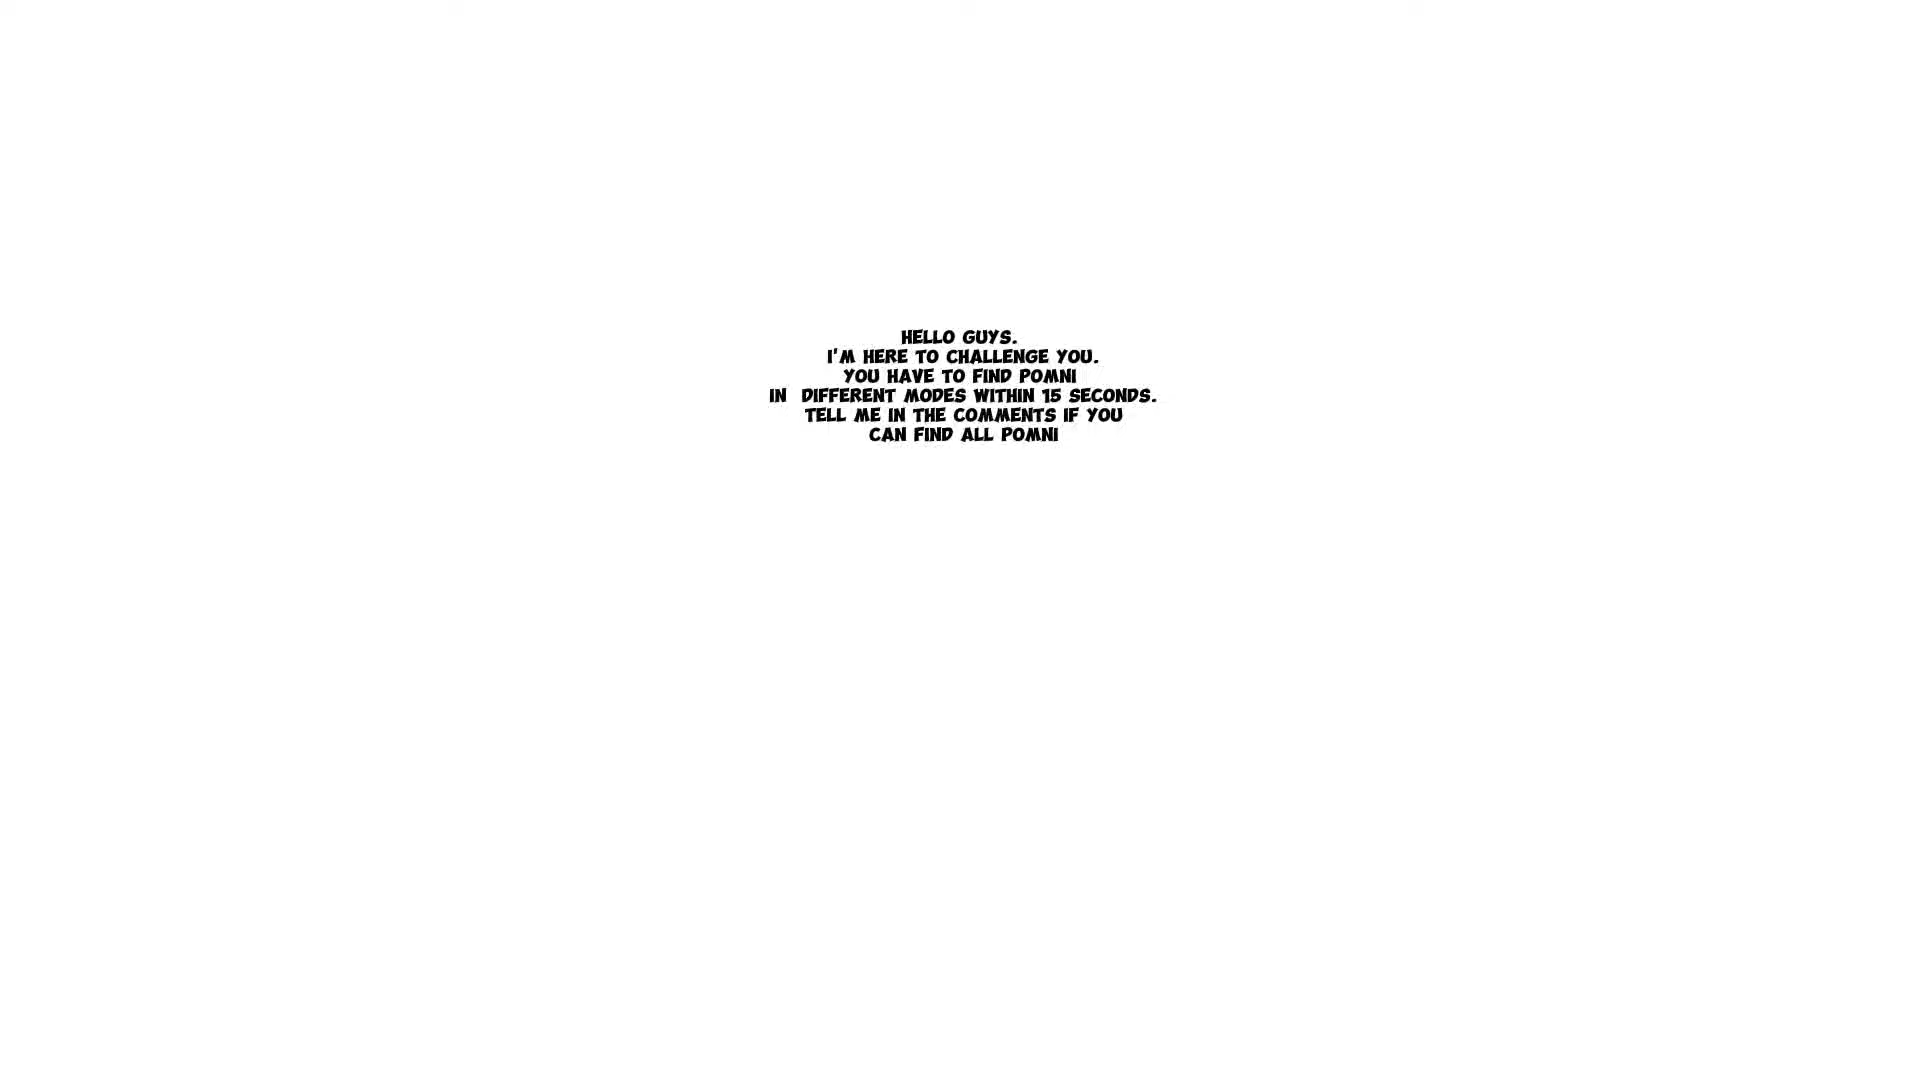 HELLO GUYS.
I'M HERE TO CHALLENGE YOU.
YOU HAVE TO FIND POMNI
IN  DIFFERENT MODES WITHIN 15 SECONDS.
TELL ME IN THE COMMENTS IF YOU
CAN FIND ALL POMNI